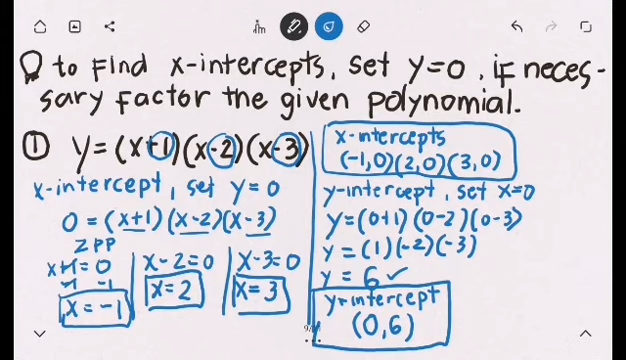 to find x-intercepts, set y=0, if neces-
sary factor the given polynomial.
① y=(x+1)(x-2)(x-3)
x-intercept, set y=0
0=(x+1)(x-2)(x-3)
ZPP
x+1=0
-1 -1
x=-1
x-2=0
x=2
x-3=0
x=3
x-intercepts
(-1,0)(2,0)(3,0)
y-intercept, set x=0
y=(0+1)(0-2)(0-3)
y=(1)(-2)(-3)
y=6✓
y-intercept
(0,6)